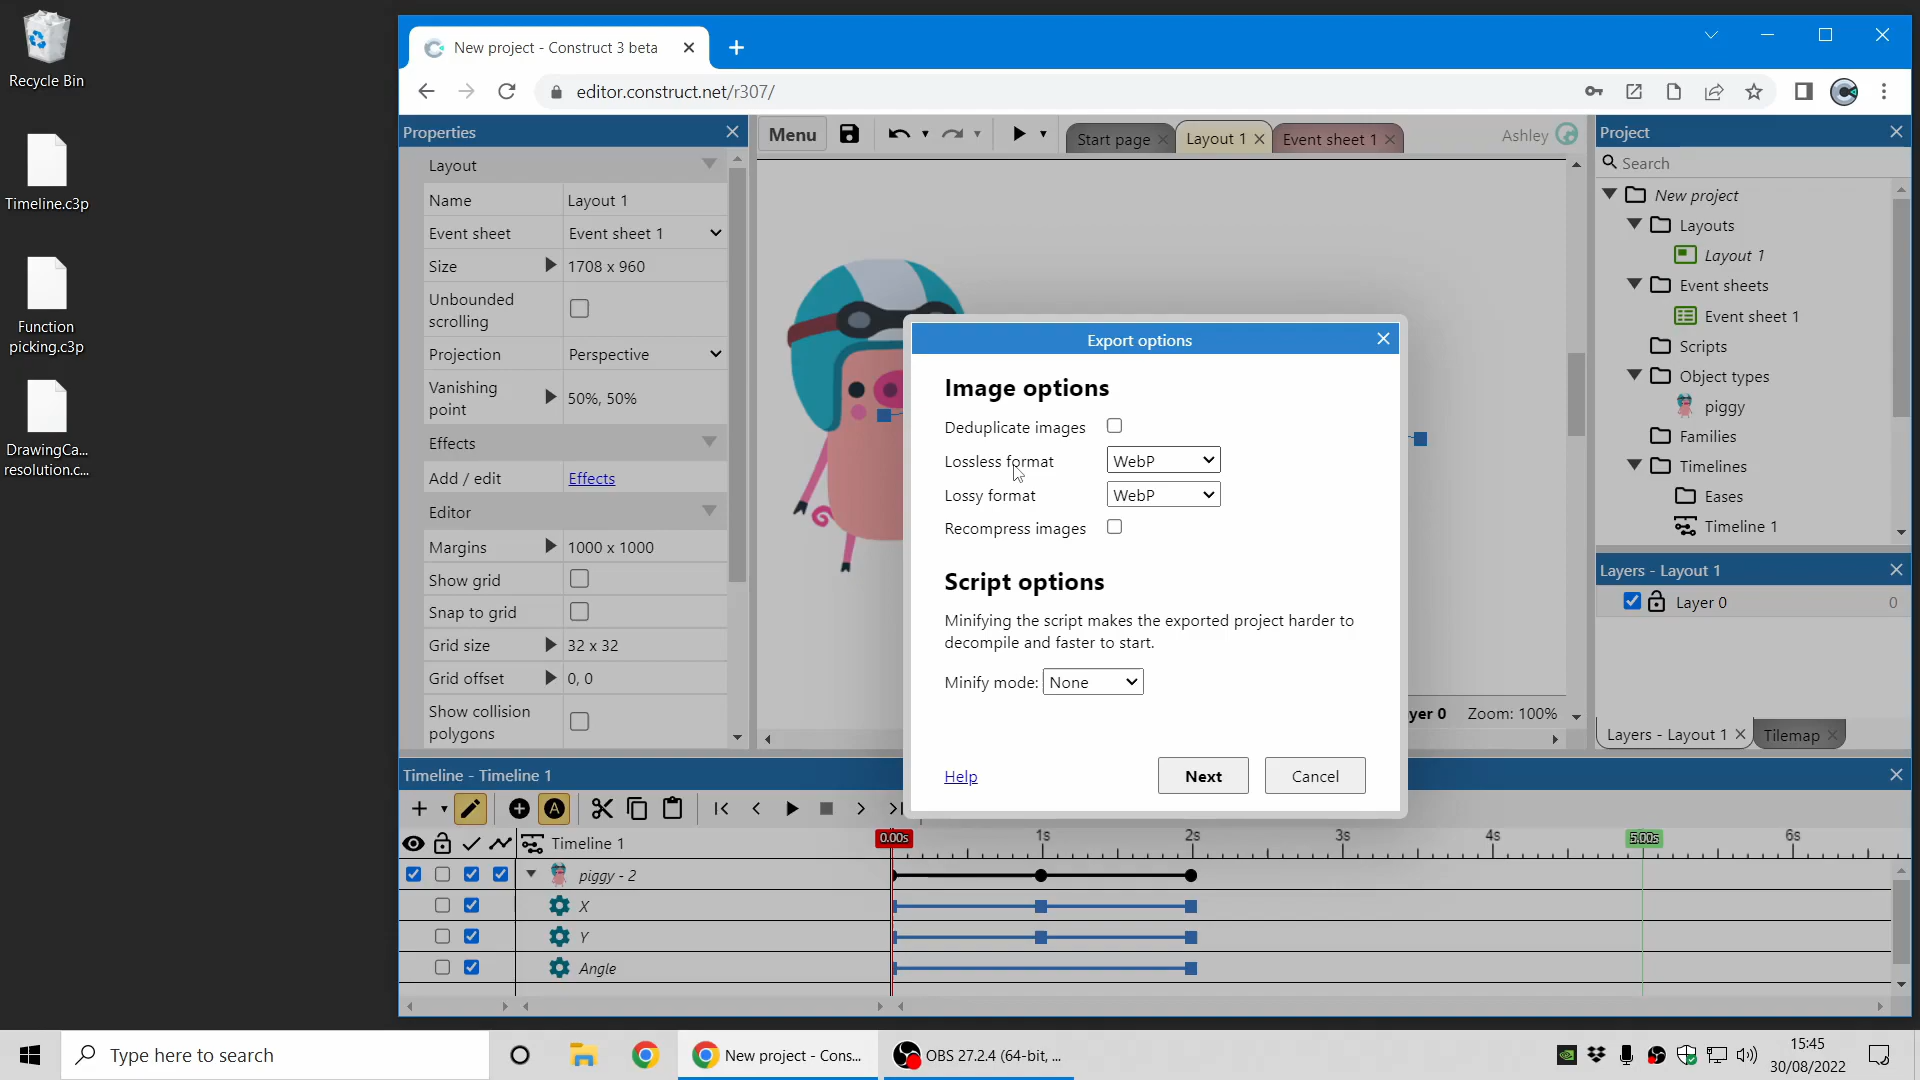 Recycle Bin
Timeline.c3p
Function
picking.c3p
DrawingCa...
resolution.c...
New project - Construct 3 beta
editor.construct.net/r307/
Properties
Layout
Name
Layout 1
Event sheet
Event sheet 1
Size
1708 x 960
Unbounded
scrolling
Projection
Perspective
Vanishing
point
50%, 50%
Effects
Add / edit
Effects
Editor
Margins
1000 x 1000
Show grid
Snap to grid
Grid size
32 x 32
Grid offset
0, 0
Show collision
polygons
Menu
Start page
Layout 1
Event sheet 1
Ashley
Export options
Image options
Deduplicate images
Lossless format
WebP
Lossy format
WebP
Recompress images
Script options
Minifying the script makes the exported project harder to
decompile and faster to start.
Minify mode:
None
Help
Next
Cancel
yer 0
Zoom: 100%
Project
Search
New project
Layouts
Layout 1
Event sheets
Event sheet 1
Scripts
Object types
piggy
Families
Timelines
Eases
Timeline 1
Layers - Layout 1
Layer 0
0
Layers - Layout 1
Tilemap
Timeline - Timeline 1
A
Timeline 1
0.00s
1s
2s
3s
4s
5.00s
6s
piggy - 2
X
Y
Angle
Type here to search
New project - Cons...
OBS 27.2.4 (64-bit, ...
15:45
30/08/2022